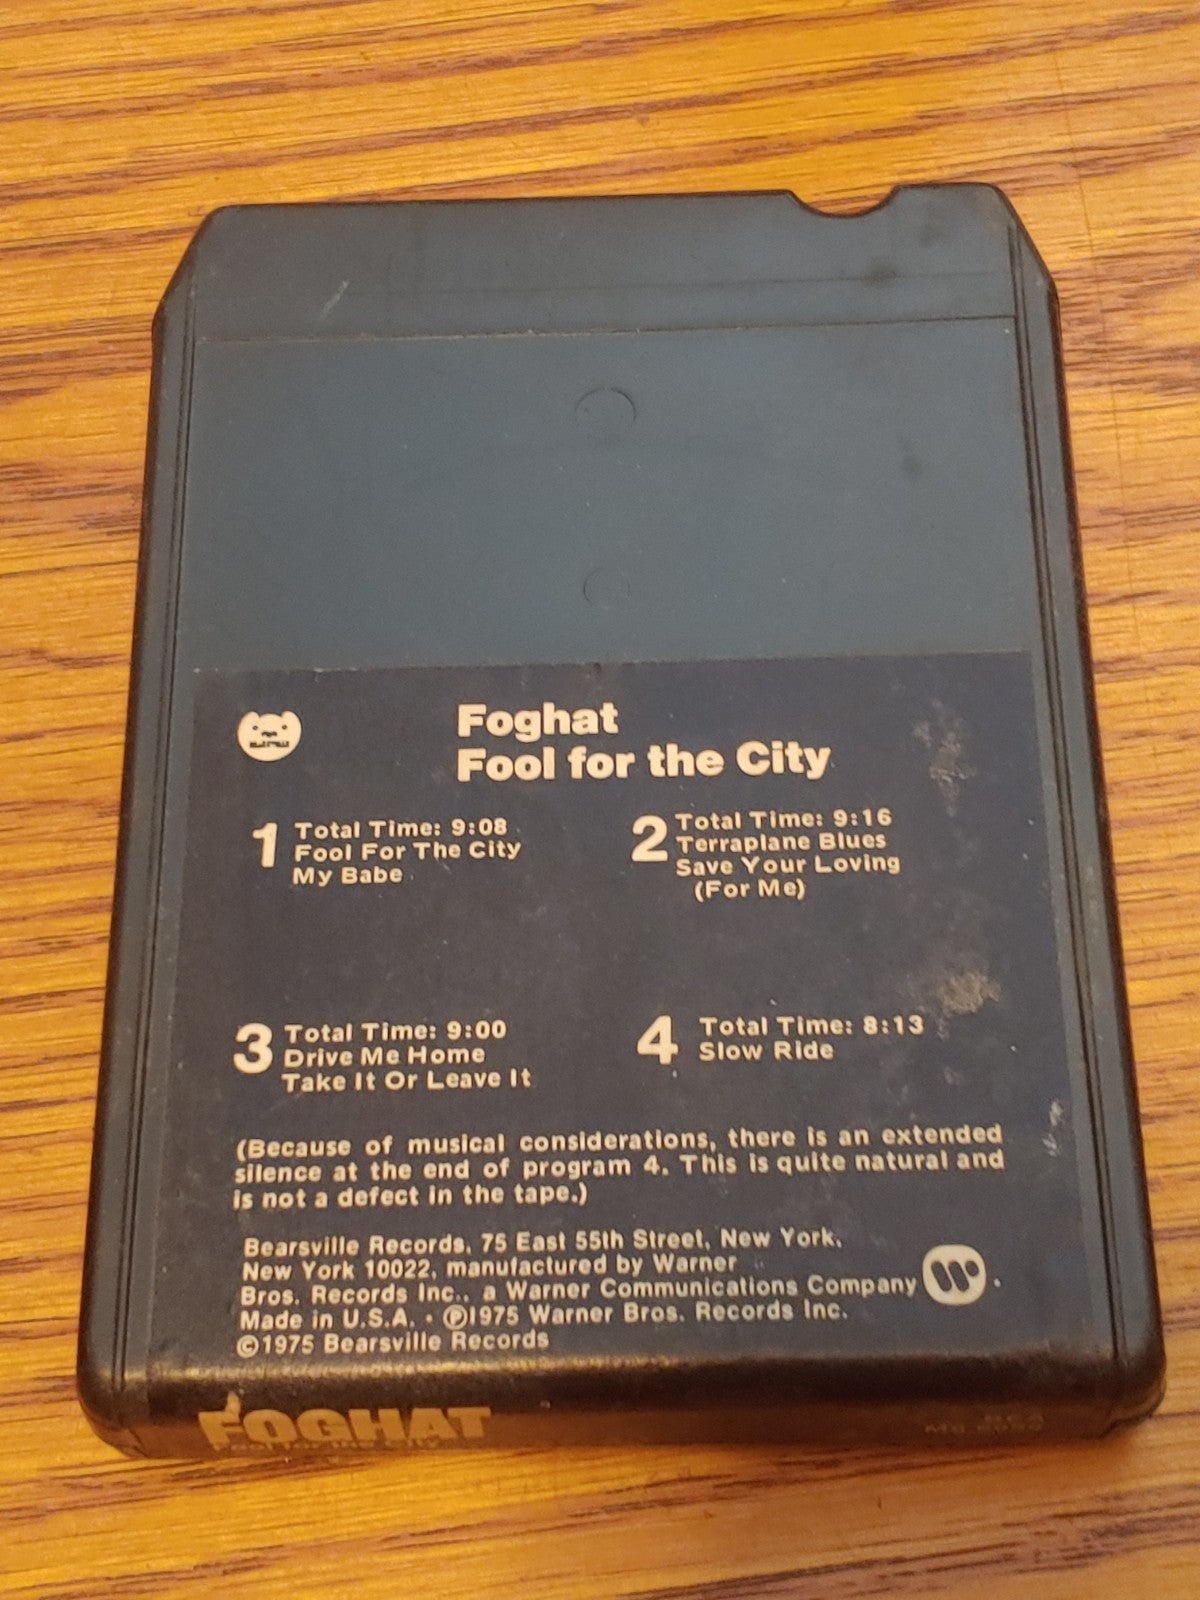 Foghat
Fool for the City
1 Total Time: 9:08
Fool For The City
My Babe
2 Total Time: 9:16
Terraplane Blues
Save Your Loving
(For Me)
3 Total Time: 9:00
Drive Me Home
Take It Or Leave It
4 Total Time: 8:13
Slow Ride
(Because of musical considerations, there is an extended
silence at the end of program 4. This is quite natural and
is not a defect in the tape.)
Bearsville Records, 75 East 55th Street, New York,
New York 10022, manufactured by Warner
Bros. Records Inc., a Warner Communications Company W.
Made in U.S.A. • ℗1975 Warner Bros. Records Inc.
©1975 Bearsville Records
FOGHAT
Fool for the City